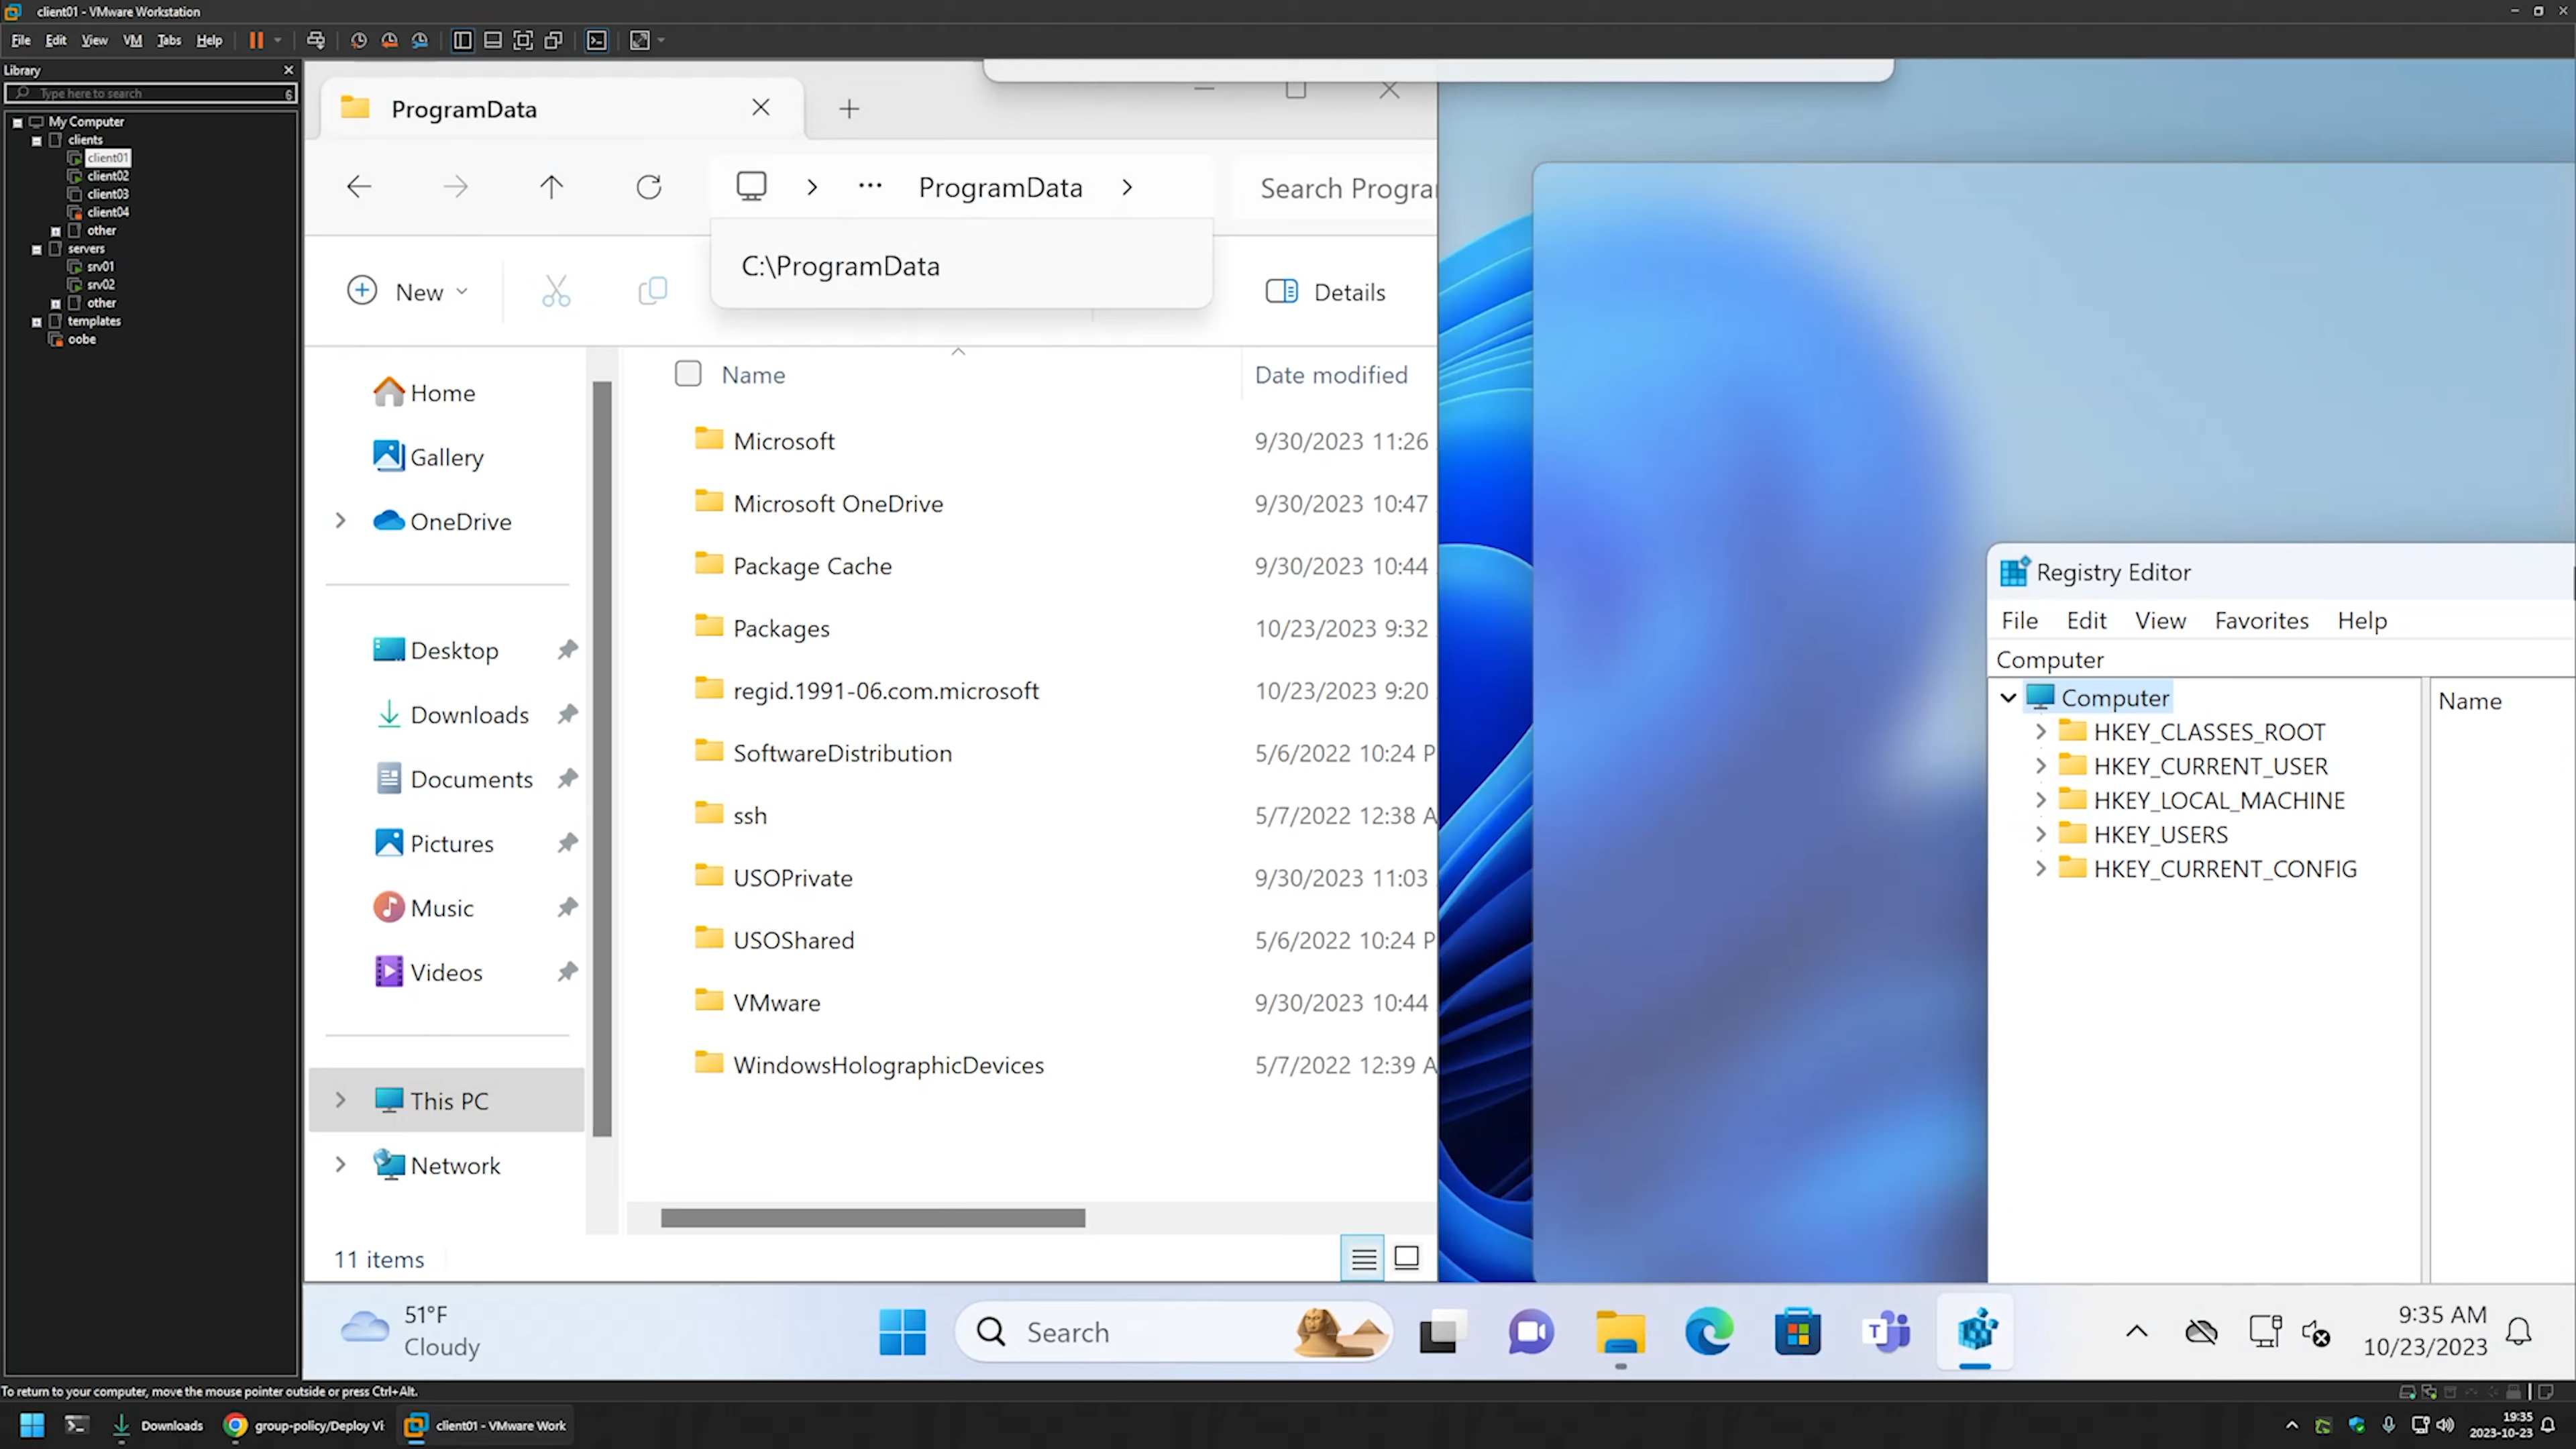 client01 - VMware Workstation
File Edit View VM Tabs Help
Library
Type here to search
My Computer
clients
client01
client02
client03
client04
other
servers
srv01
srv02
other
templates
oobe
ProgramData
ProgramData
Search Progra
C:\ProgramData
New
Details
Home
Gallery
OneDrive
Desktop
Downloads
Documents
Pictures
Music
Videos
This PC
Network
Name Date modified
Microsoft 9/30/2023 11:26
Microsoft OneDrive 9/30/2023 10:47
Package Cache 9/30/2023 10:44
Packages 10/23/2023 9:32
regid.1991-06.com.microsoft 10/23/2023 9:20
SoftwareDistribution 5/6/2022 10:24 P
ssh 5/7/2022 12:38 A
USOPrivate 9/30/2023 11:03
USOShared 5/6/2022 10:24 P
VMware 9/30/2023 10:44
WindowsHolographicDevices 5/7/2022 12:39 A
11 items
Registry Editor
File Edit View Favorites Help
Computer
Computer
HKEY_CLASSES_ROOT
HKEY_CURRENT_USER
HKEY_LOCAL_MACHINE
HKEY_USERS
HKEY_CURRENT_CONFIG
Name
51°F
Cloudy
Search
9:35 AM
10/23/2023
To return to your computer, move the mouse pointer outside or press Ctrl+Alt.
Downloads
group-policy/Deploy Vi
client01 - VMware Work
19:35
2023-10-23